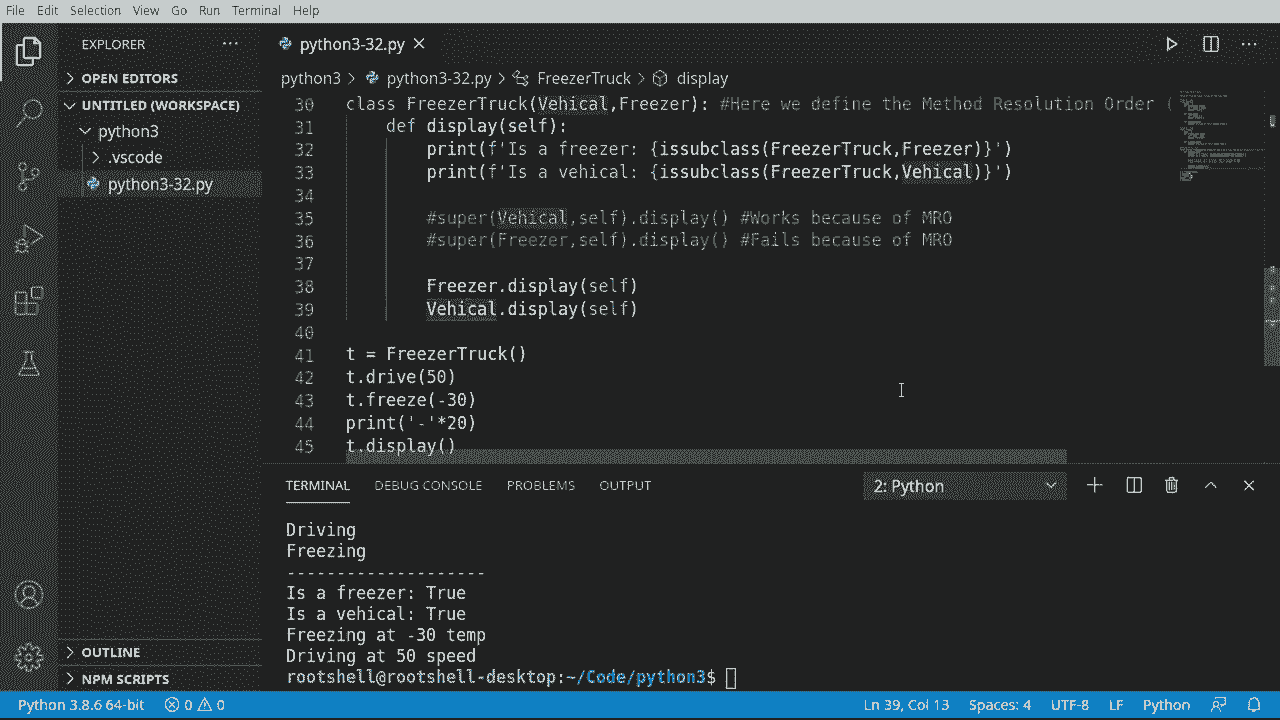 File Edit Selection View Go Run Terminal Help
EXPLORER ...
python3-32.py
OPEN EDITORS
python3 > python3-32.py > FreezerTruck > display
UNTITLED (WORKSPACE)
python3
.vscode
python3-32.py
30 class FreezerTruck(Vehical,Freezer): #Here we define the Method Resolution Order (
31 def display(self):
32 print(f'Is a freezer: {issubclass(FreezerTruck,Freezer)}')
33 print(f'Is a vehical: {issubclass(FreezerTruck,Vehical)}')
34
35 #super(Vehical,self).display() #Works because of MRO
36 #super(Freezer,self).display() #Fails because of MRO
37
38 Freezer.display(self)
39 Vehical.display(self)
40
41 t = FreezerTruck()
42 t.drive(50)
43 t.freeze(-30)
44 print('-'*20)
45 t.display()
TERMINAL DEBUG CONSOLE PROBLEMS OUTPUT 2: Python
Driving
Freezing
--------------------
Is a freezer: True
Is a vehical: True
Freezing at -30 temp
Driving at 50 speed
rootshell@rootshell-desktop:~/Code/python3$
OUTLINE
NPM SCRIPTS
Python 3.8.6 64-bit 0 0 Ln 39, Col 13 Spaces: 4 UTF-8 LF Python